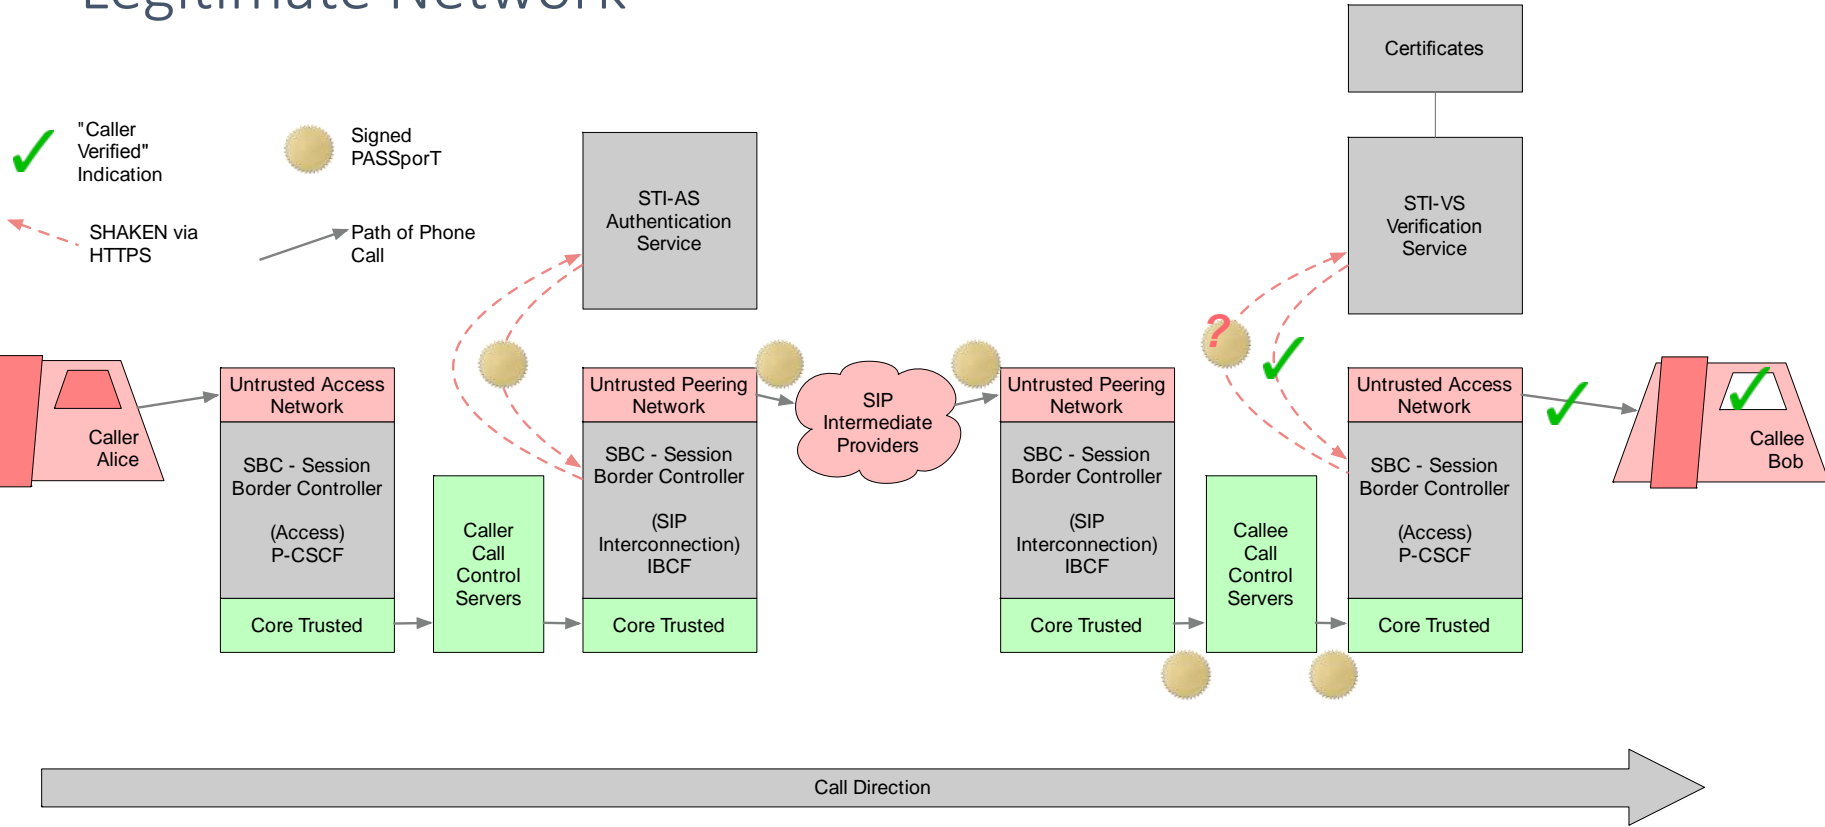 Legitimate Network
Certificates
"Caller
Verified"
Indication
Signed
PASSporT
SHAKEN via
HTTPS
Path of Phone
Call
STI-AS
Authentication
Service
STI-VS
Verification
Service
?
Caller
Alice
Untrusted Access
Network
SBC - Session
Border Controller
(Access)
P-CSCF
Core Trusted
Caller
Call
Control
Servers
Untrusted Peering
Network
SBC - Session
Border Controller
(SIP
Interconnection)
IBCF
Core Trusted
SIP
Intermediate
Providers
Untrusted Peering
Network
SBC - Session
Border Controller
(SIP
Interconnection)
IBCF
Core Trusted
Callee
Call
Control
Servers
Untrusted Access
Network
SBC - Session
Border Controller
(Access)
P-CSCF
Core Trusted
Callee
Bob
Call Direction